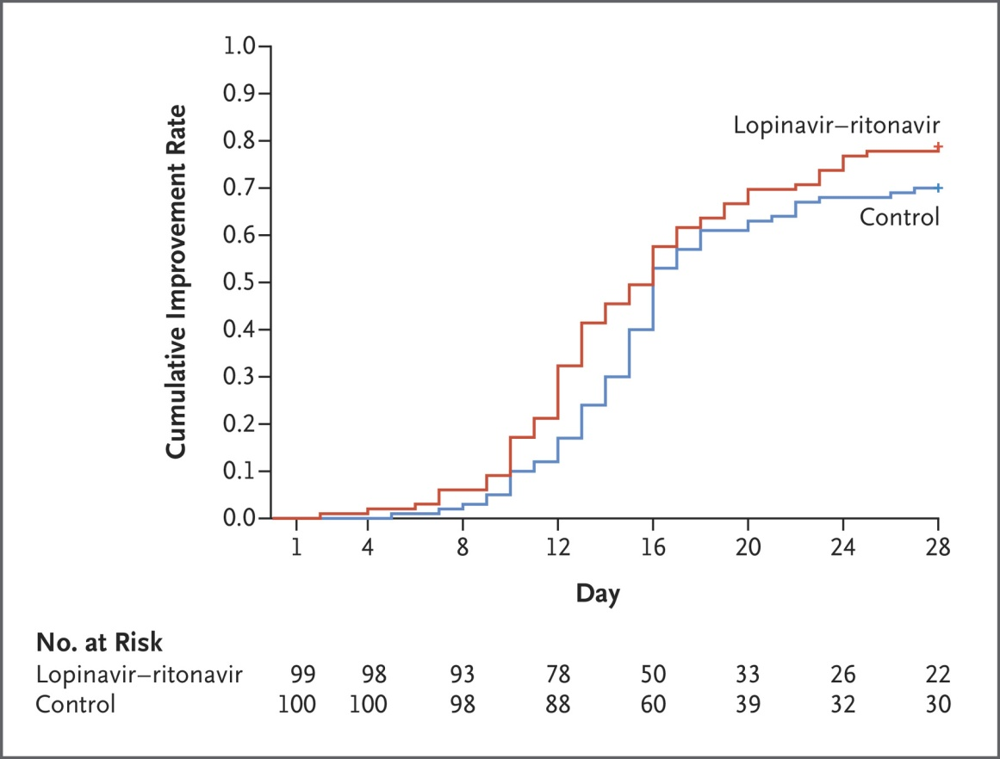 Cumulative Improvement Rate
1.0
0.9
0.8
0.7
0.6
0.5
0.4
0.3
0.2
0.1
0.0
Lopinavir–ritonavir
Control
1 4 8 12 16 20 24 28
Day
No. at Risk
Lopinavir–ritonavir 99 98 93 78 50 33 26 22
Control 100 100 98 88 60 39 32 30